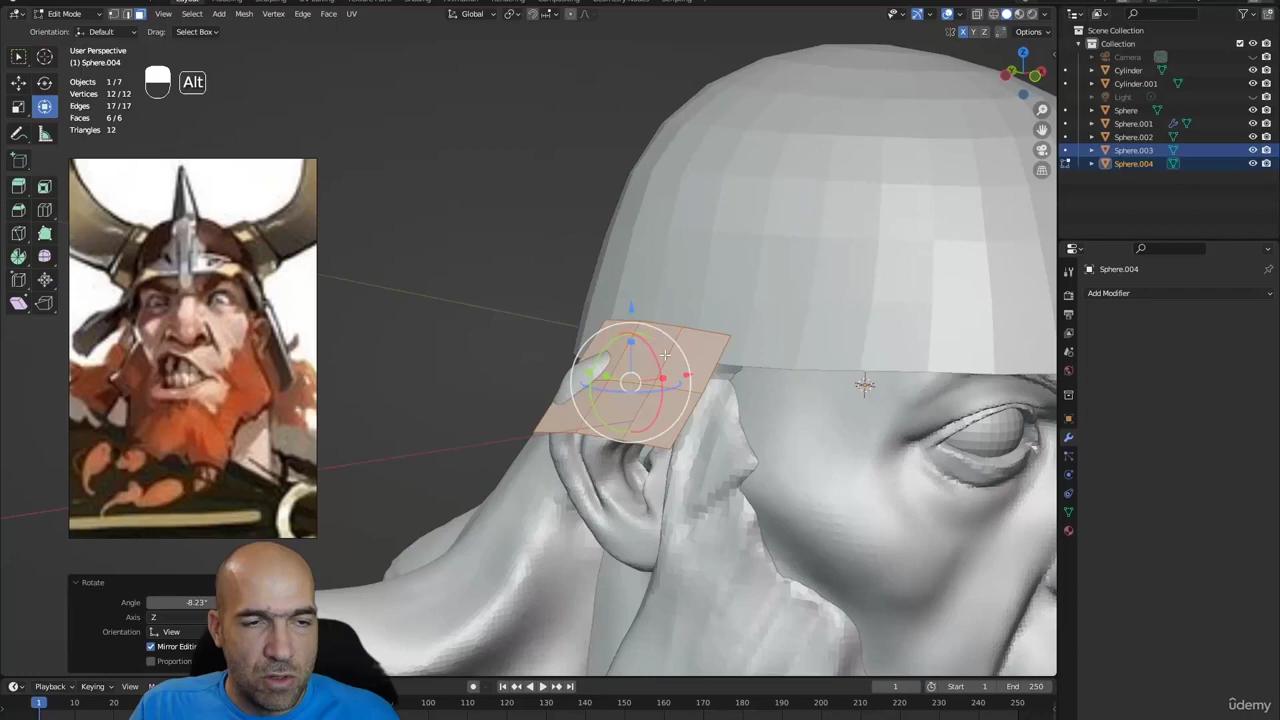 Edit Mode View Select Add Mesh Vertex Edge Face UV Global
Orientation: Default Drag: Select Box X Y Z Options
User Perspective
(1) Sphere.004
Objects 1/7
Vertices 12/12
Edges 17/17
Faces 6/6
Triangles 12
Alt
Z
Scene Collection
Collection
Camera
Cylinder
Cylinder.001
Light
Sphere
Sphere.001
Sphere.002
Sphere.003
Sphere.004
Sphere.004
Add Modifier
Rotate
Angle -8.23°
Axis Z
Orientation View
Mirror Editin
Proportion
Playback Keying View M 1 Start 1 End 250
1 10 20 30 100 110 120 130 140 150 160 170 180 190 200 210 220 230 240 250
ûdemy